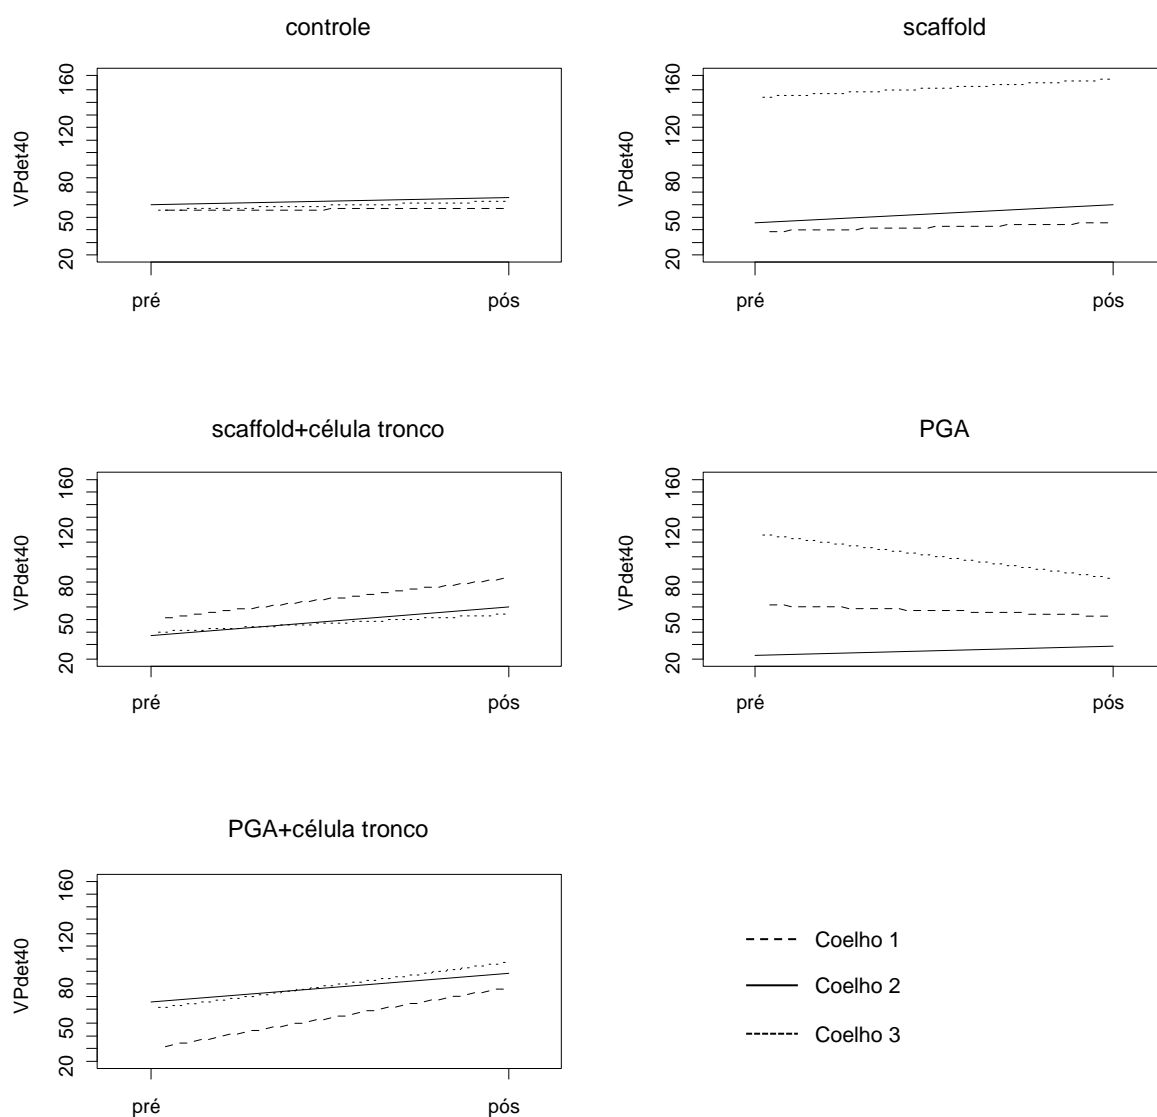 controle
VPdet40
160
120
80
50
20
pré pós
scaffold
VPdet40
160
120
80
50
20
pré pós
scaffold+célula tronco
VPdet40
160
120
80
50
20
pré pós
PGA
VPdet40
160
120
80
50
20
pré pós
PGA+célula tronco
VPdet40
160
120
80
50
20
pré pós
Coelho 1
Coelho 2
Coelho 3